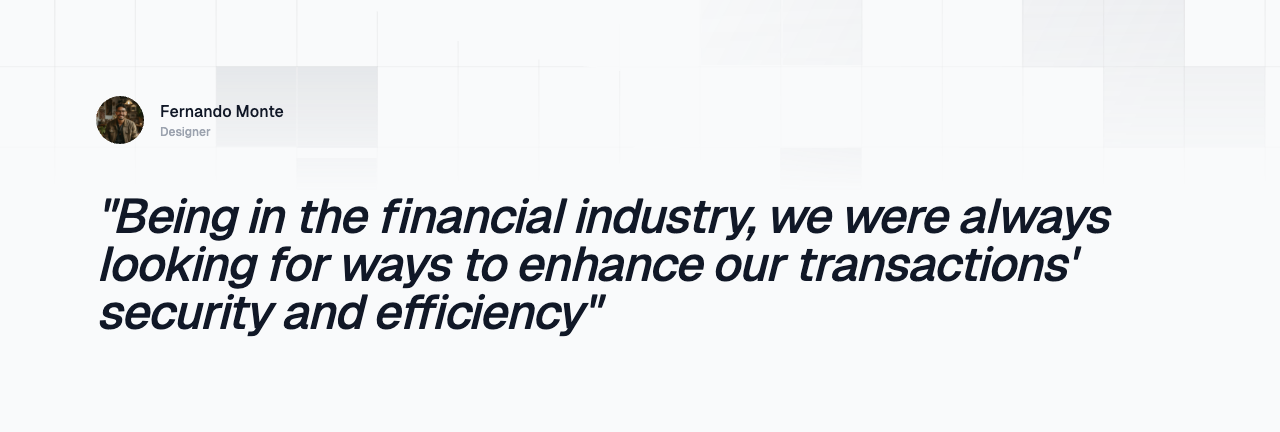 Fernando Monte
Designer
"Being in the financial industry, we were always
looking for ways to enhance our transactions'
security and efficiency"